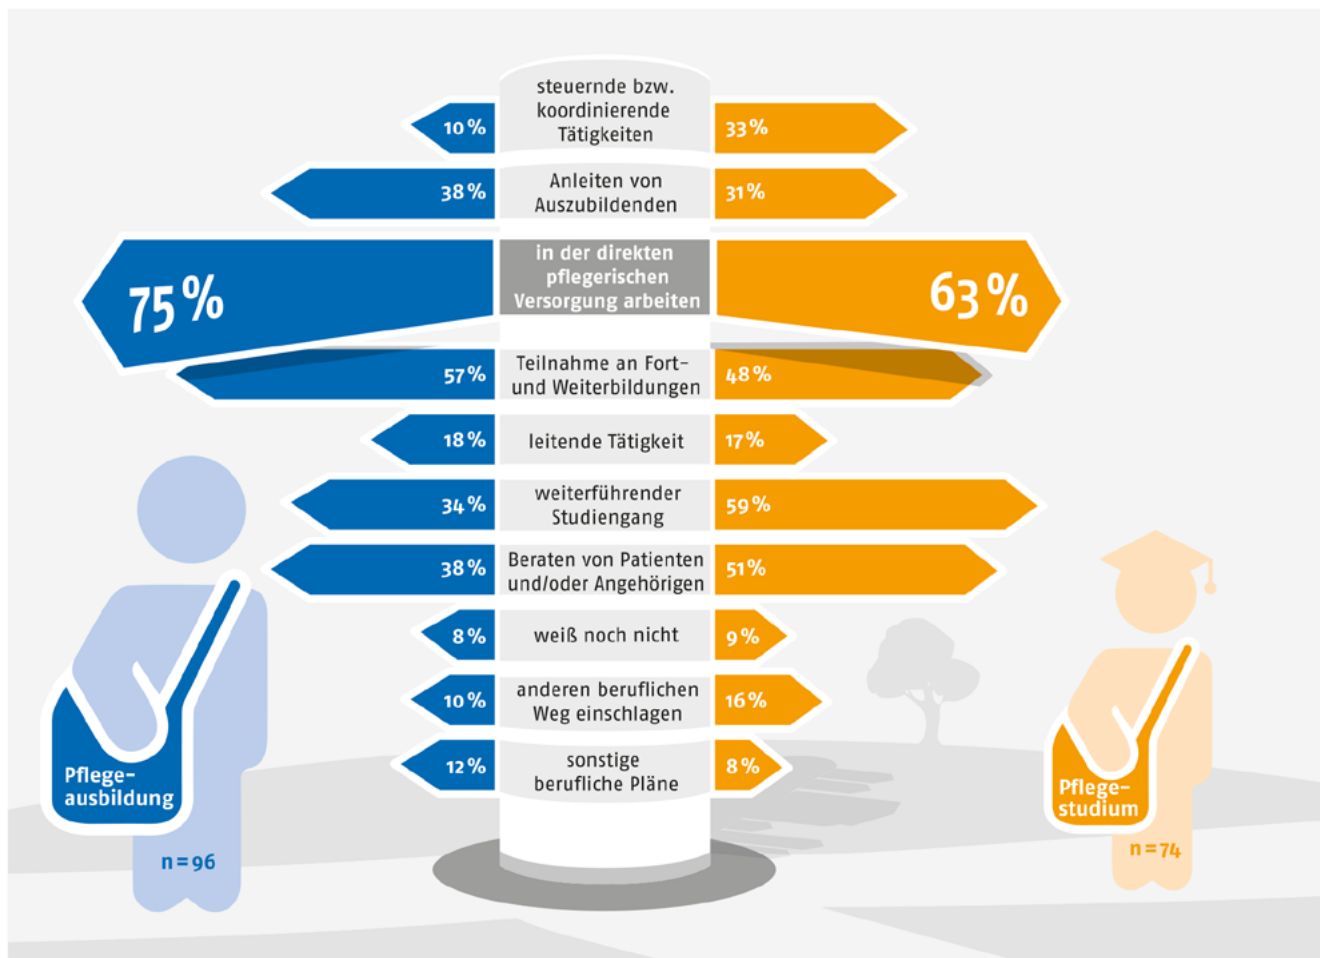 steuernde bzw.
koordinierende
Tätigkeiten
10 %
33 %
Anleiten von
Auszubildenden
38 %
31 %
in der direkten
pflegerischen
Versorgung arbeiten
75 %
63 %
Teilnahme an Fort-
und Weiterbildungen
57 %
48 %
18 %
leitende Tätigkeit
17 %
weiterführender
Studiengang
34 %
59 %
Beraten von Patienten
und/oder Angehörigen
38 %
51 %
8 %
weiß noch nicht
9 %
anderen beruflichen
Weg einschlagen
10 %
16 %
sonstige
berufliche Pläne
12 %
8 %
Pflege-
ausbildung
n = 96
Pflege-
studium
n = 74